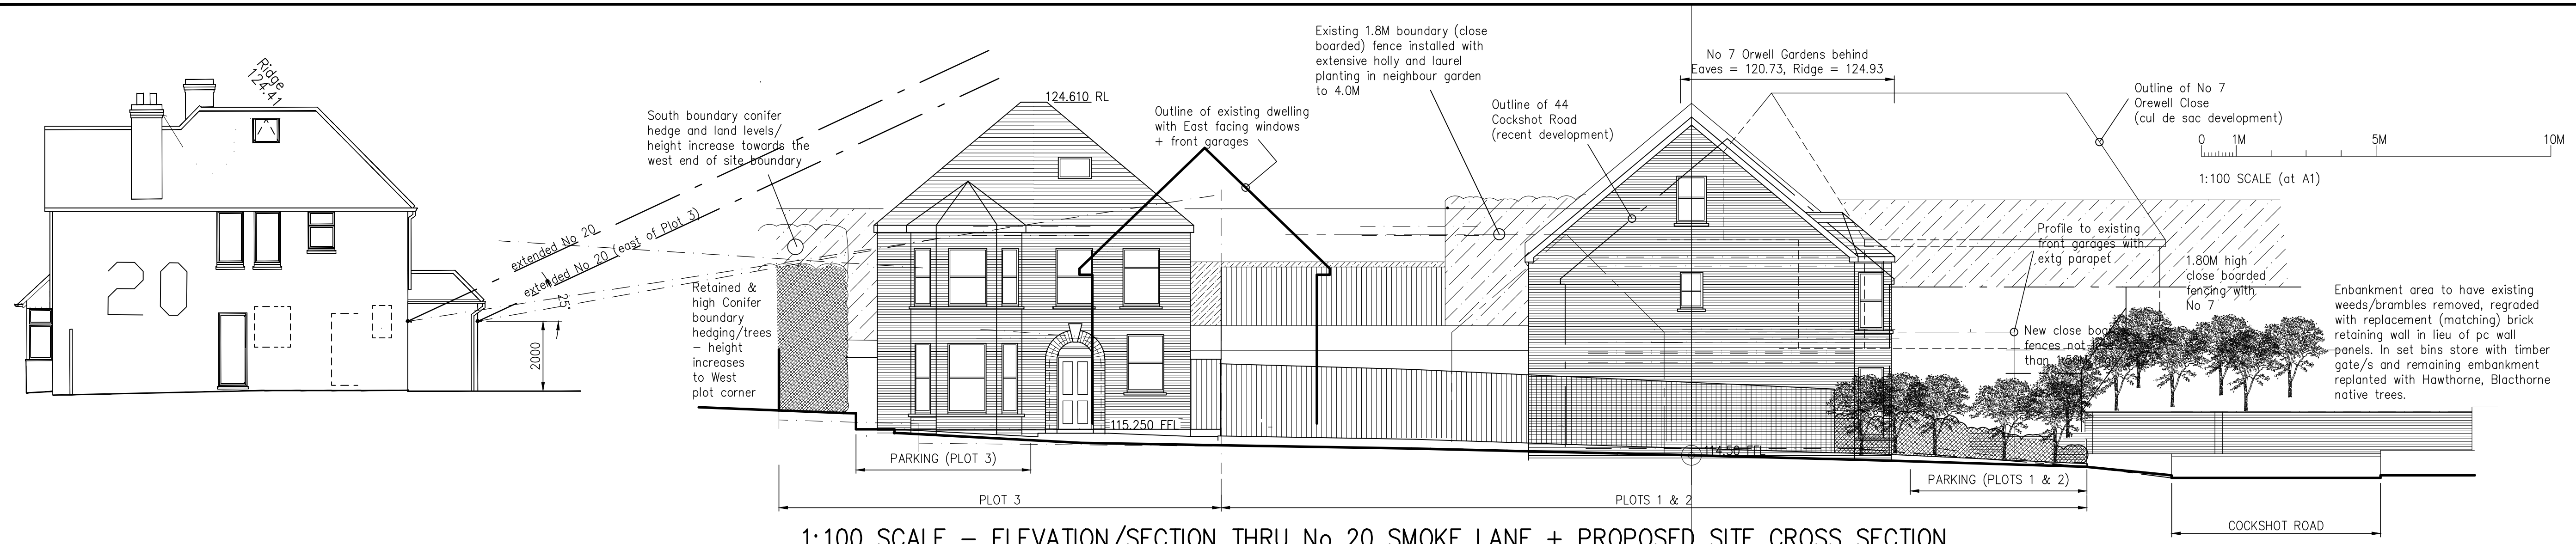 Ridge
124.41
20
extended No 20
extended No 20 (east of Plot 3)
25°
2000
South boundary conifer
hedge and land levels/
height increase towards the
west end of site boundary
Retained &
high Conifer
boundary
hedging/trees
– height
increases
to West
plot corner
124.610 RL
Outline of existing dwelling
with East facing windows
+ front garages
Existing 1.8M boundary (close
boarded) fence installed with
extensive holly and laurel
planting in neighbour garden
to 4.0M
Outline of 44
Cockshot Road
(recent development)
No 7 Orwell Gardens behind
Eaves = 120.73, Ridge = 124.93
Outline of No 7
Orewell Close
(cul de sac development)
0 1M 5M 10M
1:100 SCALE (at A1)
Profile to existing
front garages with
extg parapet
1.80M high
close boarded
fencing with
No 7
New close
fences not
than
Enbankment area to have existing
weeds/brambles removed, regraded
with replacement (matching) brick
retaining wall in lieu of pc wall
panels. In set bins store with timber
gate/s and remaining embankment
replanted with Hawthorne, Blacthorne
native trees.
115.250 FFL
114.50 FFL
PARKING (PLOT 3)
PARKING (PLOTS 1 & 2)
PLOT 3
PLOTS 1 & 2
COCKSHOT ROAD
1:100 SCALE – ELEVATION/SECTION THRU No 20 SMOKE LANE + PROPOSED SITE CROSS SECTION